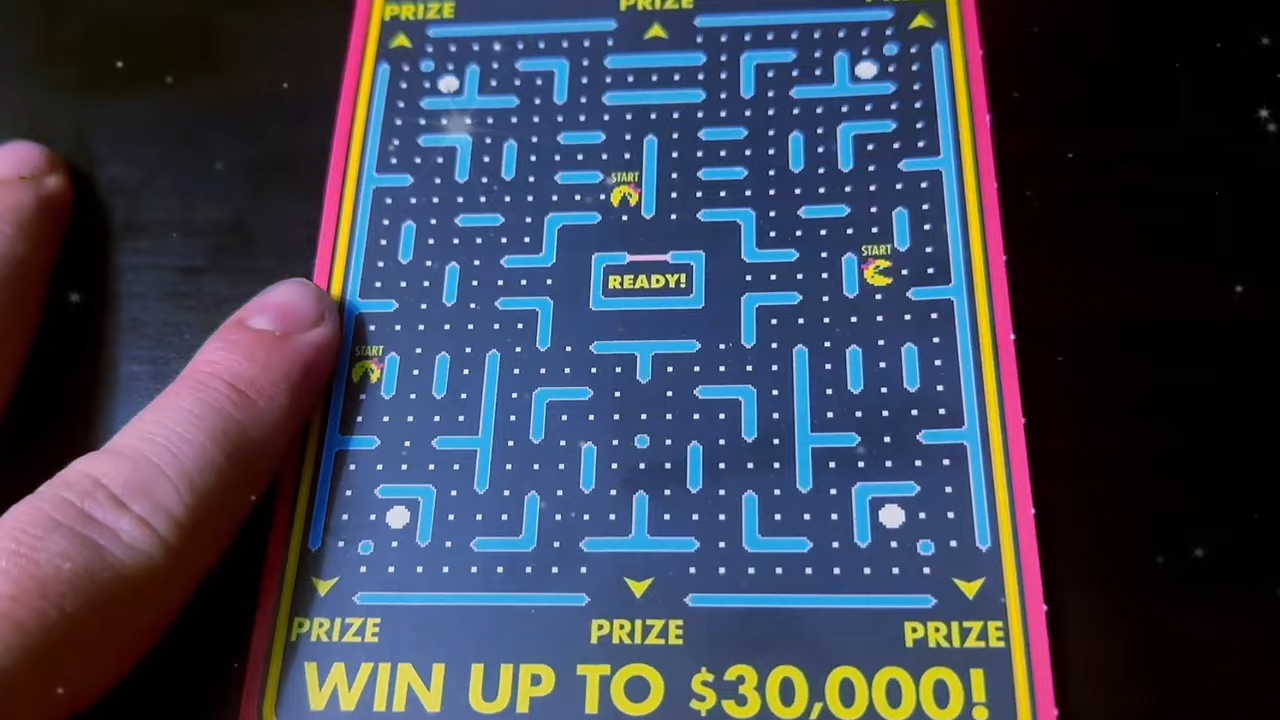 PRIZE PRIZE
START
START
READY!
START
PRIZE PRIZE PRIZE
WIN UP TO $30,000!